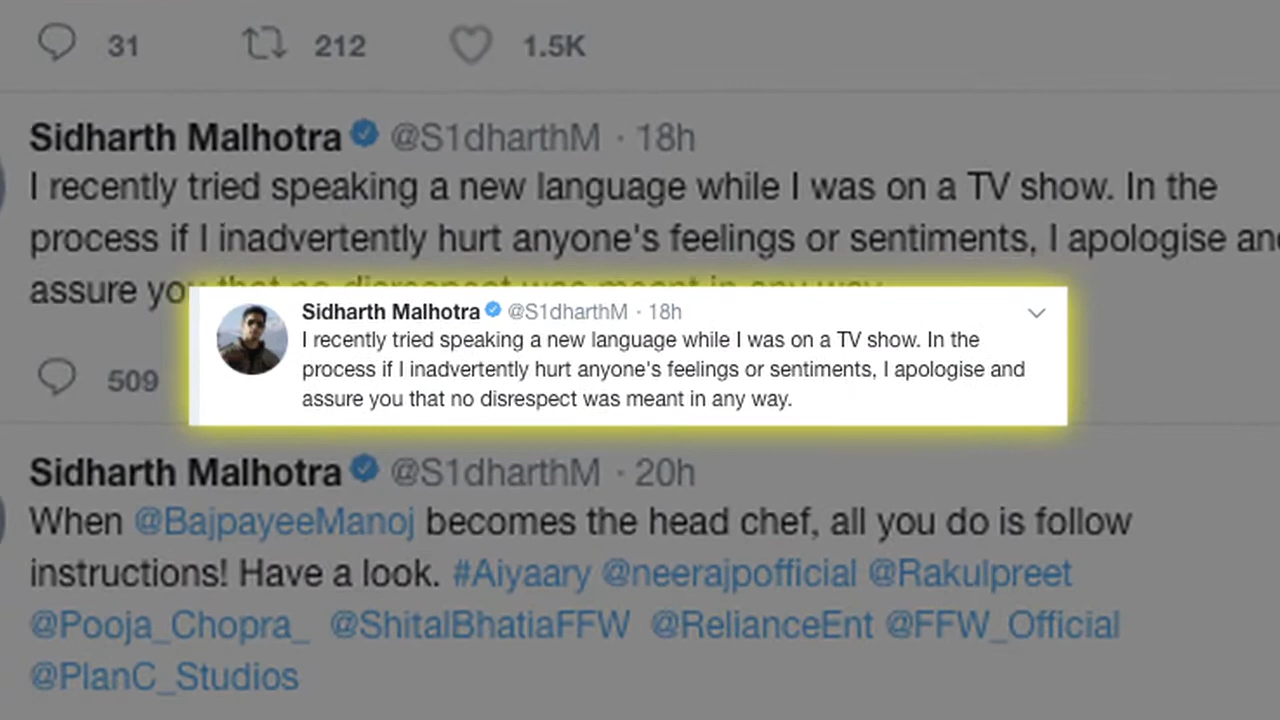 31 212 1.5K
Sidharth Malhotra @S1dharthM · 18h
I recently tried speaking a new language while I was on a TV show. In the
process if I inadvertently hurt anyone's feelings or sentiments, I apologise an
assure you that no disrespect was meant in any way.
Sidharth Malhotra @S1dharthM · 18h
I recently tried speaking a new language while I was on a TV show. In the
process if I inadvertently hurt anyone's feelings or sentiments, I apologise and
assure you that no disrespect was meant in any way.
509
Sidharth Malhotra @S1dharthM · 20h
When @BajpayeeManoj becomes the head chef, all you do is follow
instructions! Have a look. #Aiyaary @neerajpofficial @Rakulpreet
@Pooja_Chopra_ @ShitalBhatiaFFW @RelianceEnt @FFW_Official
@PlanC_Studios